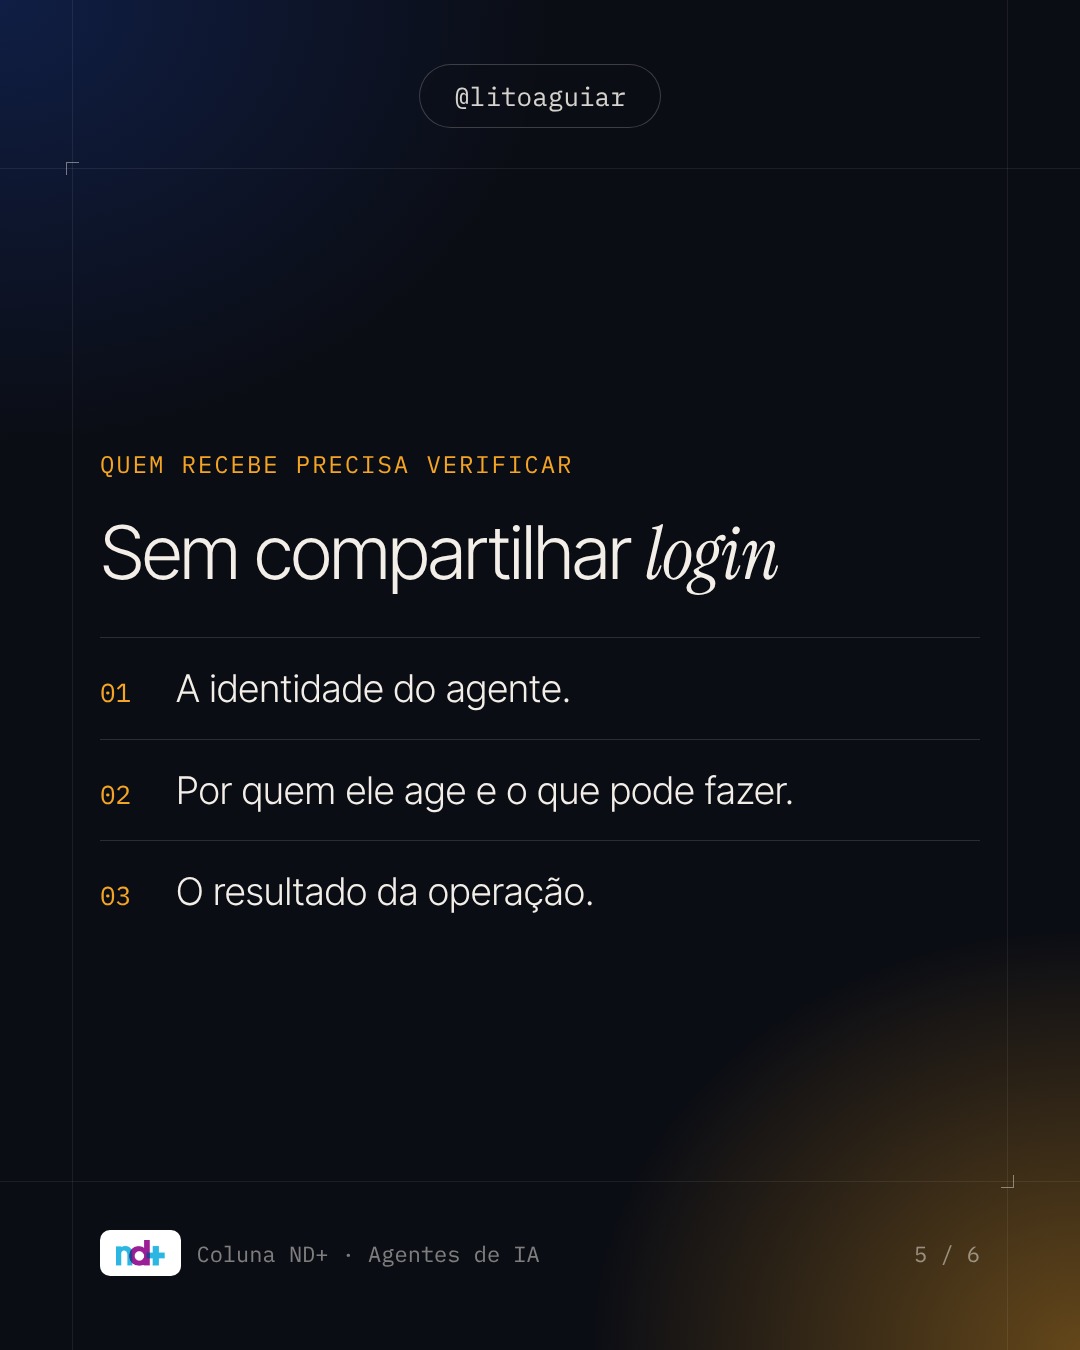 @litoaguiar
QUEM RECEBE PRECISA VERIFICAR
Sem compartilhar login
01 A identidade do agente.
02 Por quem ele age e o que pode fazer.
03 O resultado da operação.
nd+ Coluna ND+ · Agentes de IA 5 / 6